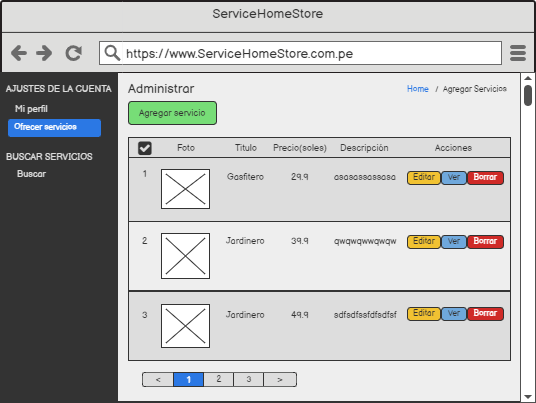 ServiceHomeStore
https://www.ServiceHomeStore.com.pe
AJUSTES DE LA CUENTA
Mi perfil
Ofrecer servicios
BUSCAR SERVICIOS
Buscar
Administrar
Home / Agregar Servicios
Agregar servicio
Foto Titulo Precio(soles) Descripción Acciones
1 Gasfitero 29.9 asasassassasa Editar Ver Borrar
2 Jardinero 39.9 qwqwqwwqwqw Editar Ver Borrar
3 Jardinero 49.9 sdfsdfssfdfsdfsf Editar Ver Borrar
< 1 2 3 >